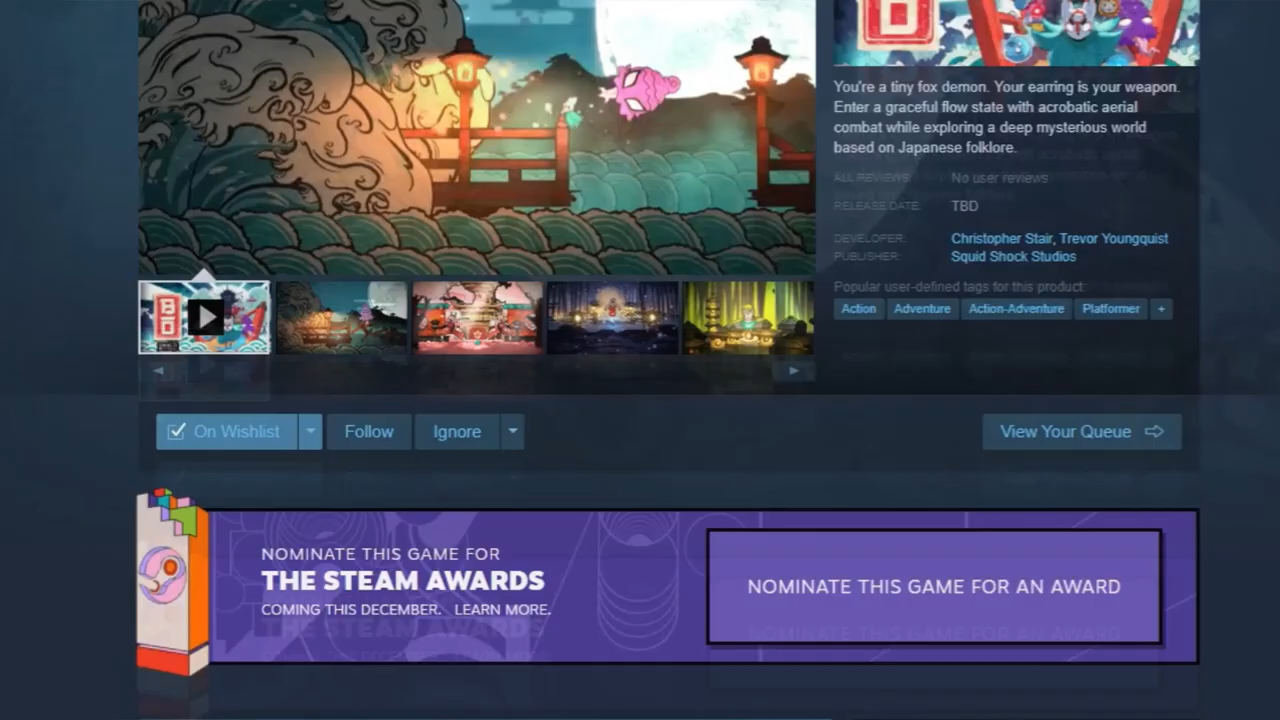 BO
You're a tiny fox demon. Your earring is your weapon.
Enter a graceful flow state with acrobatic aerial
combat while exploring a deep mysterious world
based on Japanese folklore.
ALL REVIEWS: No user reviews
RELEASE DATE: TBD
DEVELOPER: Christopher Stair, Trevor Youngquist
PUBLISHER: Squid Shock Studios
Popular user-defined tags for this product:
Action Adventure Action-Adventure Platformer +
On Wishlist Follow Ignore View Your Queue
NOMINATE THIS GAME FOR
THE STEAM AWARDS
COMING THIS DECEMBER. LEARN MORE.
NOMINATE THIS GAME FOR AN AWARD